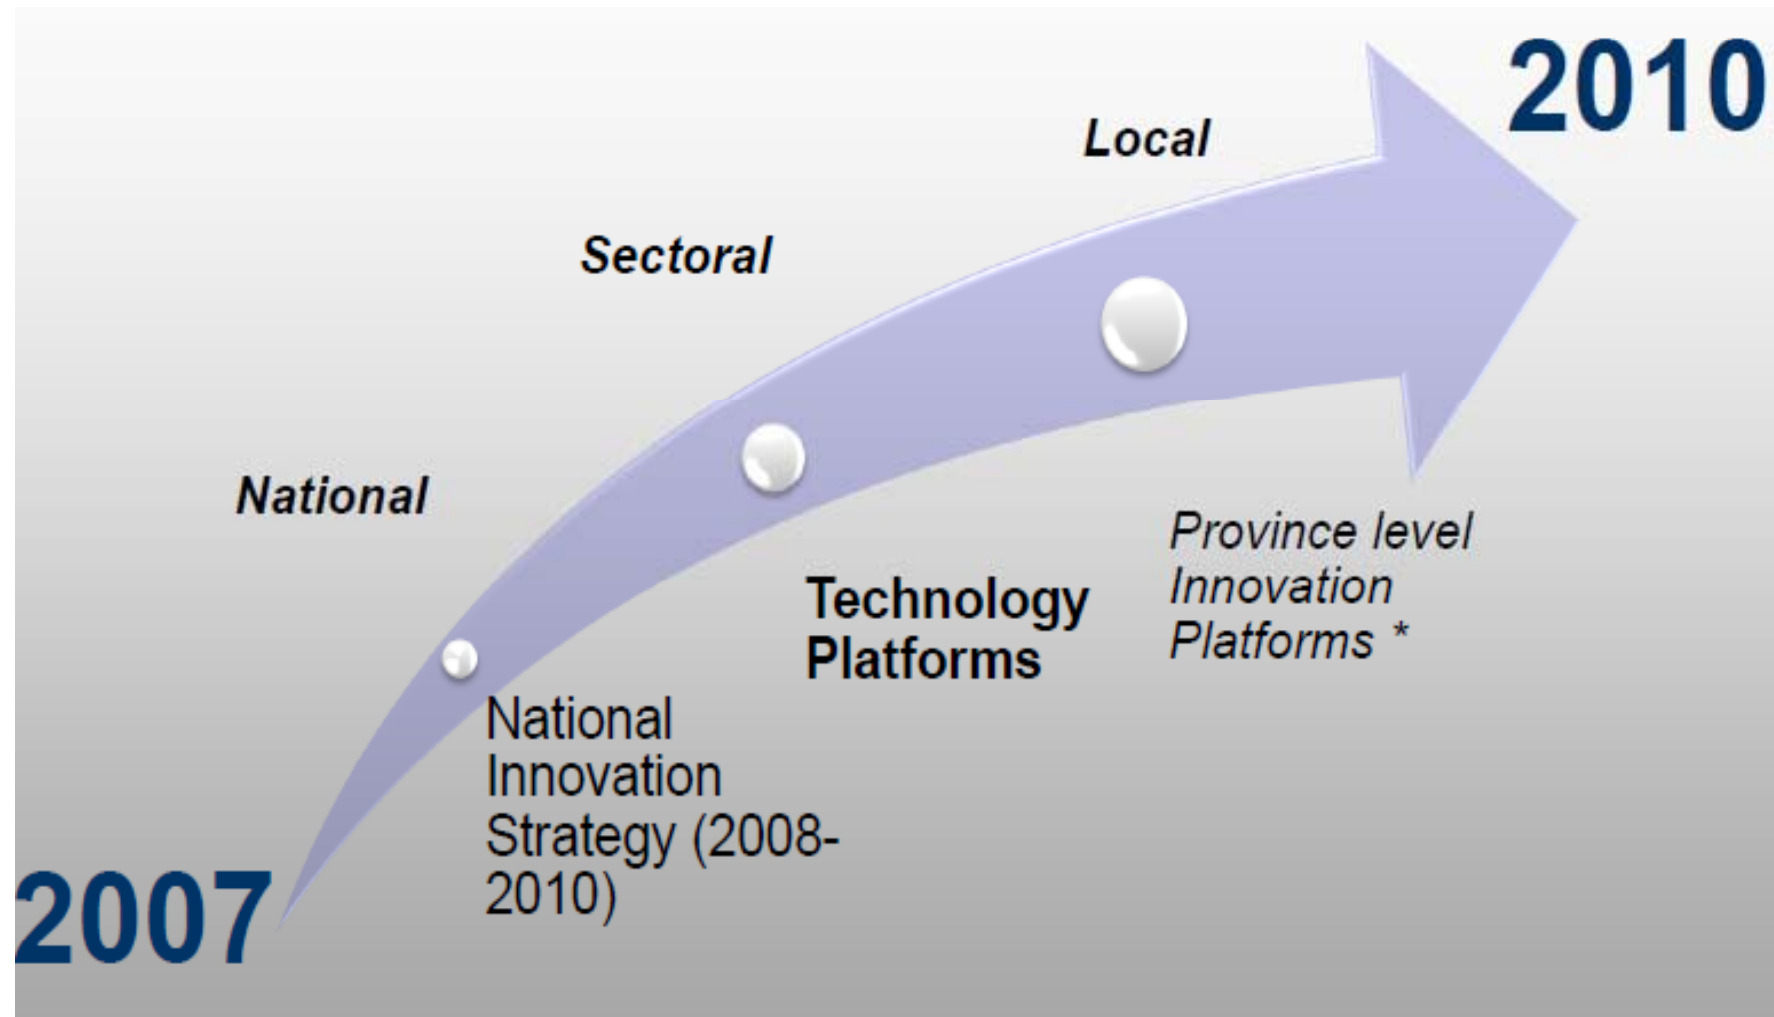 2010
Local
Sectoral
National
Province level
Innovation
Platforms *
Technology
Platforms
National
Innovation
Strategy (2008-
2010)
2007